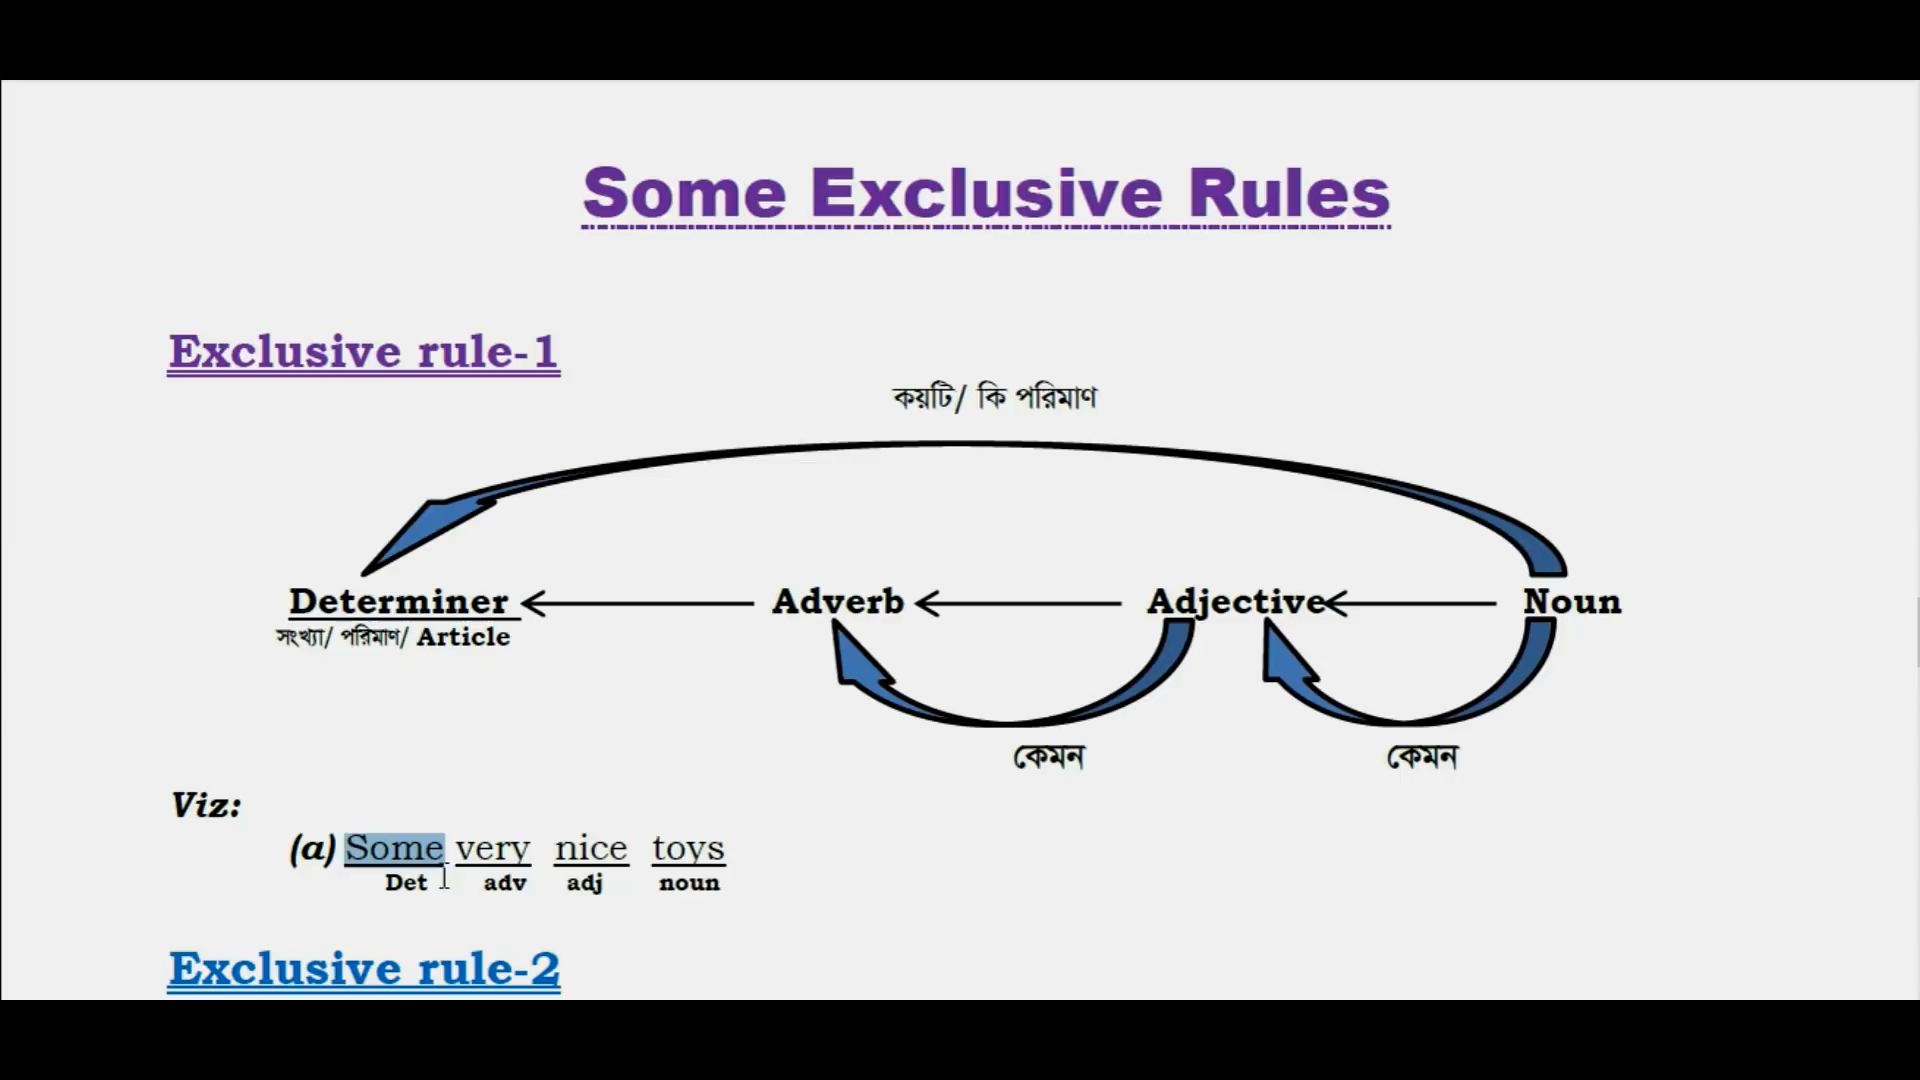 Some Exclusive Rules
Exclusive rule-1
কয়টি/ কি পরিমাণ
Determiner Adverb Adjective Noun
সংখ্যা/ পরিমাণ/ Article
কেমন কেমন
Viz:
(a) Some very nice toys
Det adv adj noun
Exclusive rule-2